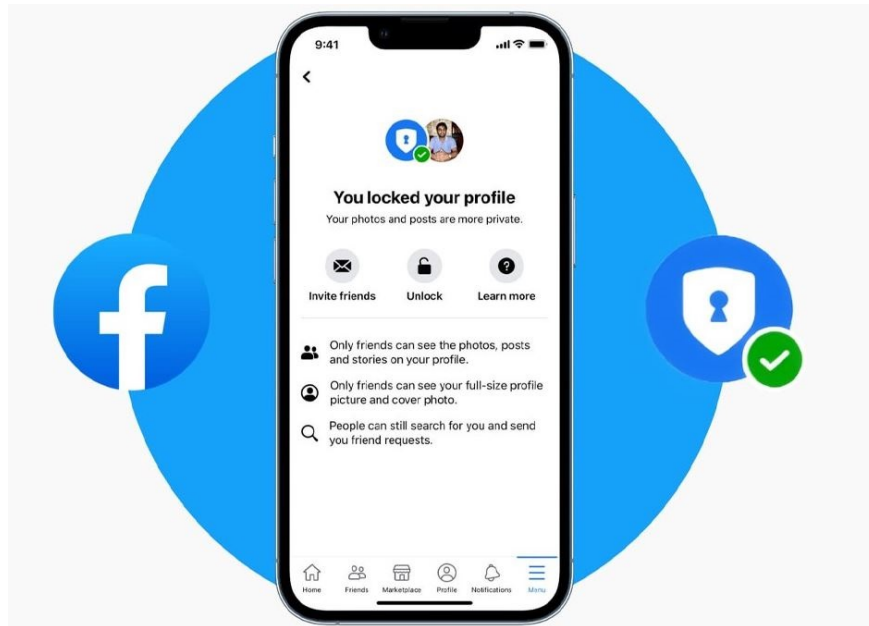 9:41
You locked your profile
Your photos and posts are more private.
Invite friends
Unlock
Learn more
Only friends can see the photos, posts
and stories on your profile.
Only friends can see your full-size profile
picture and cover photo.
People can still search for you and send
you friend requests.
Home
Friends
Marketplace
Profile
Notifications
Menu